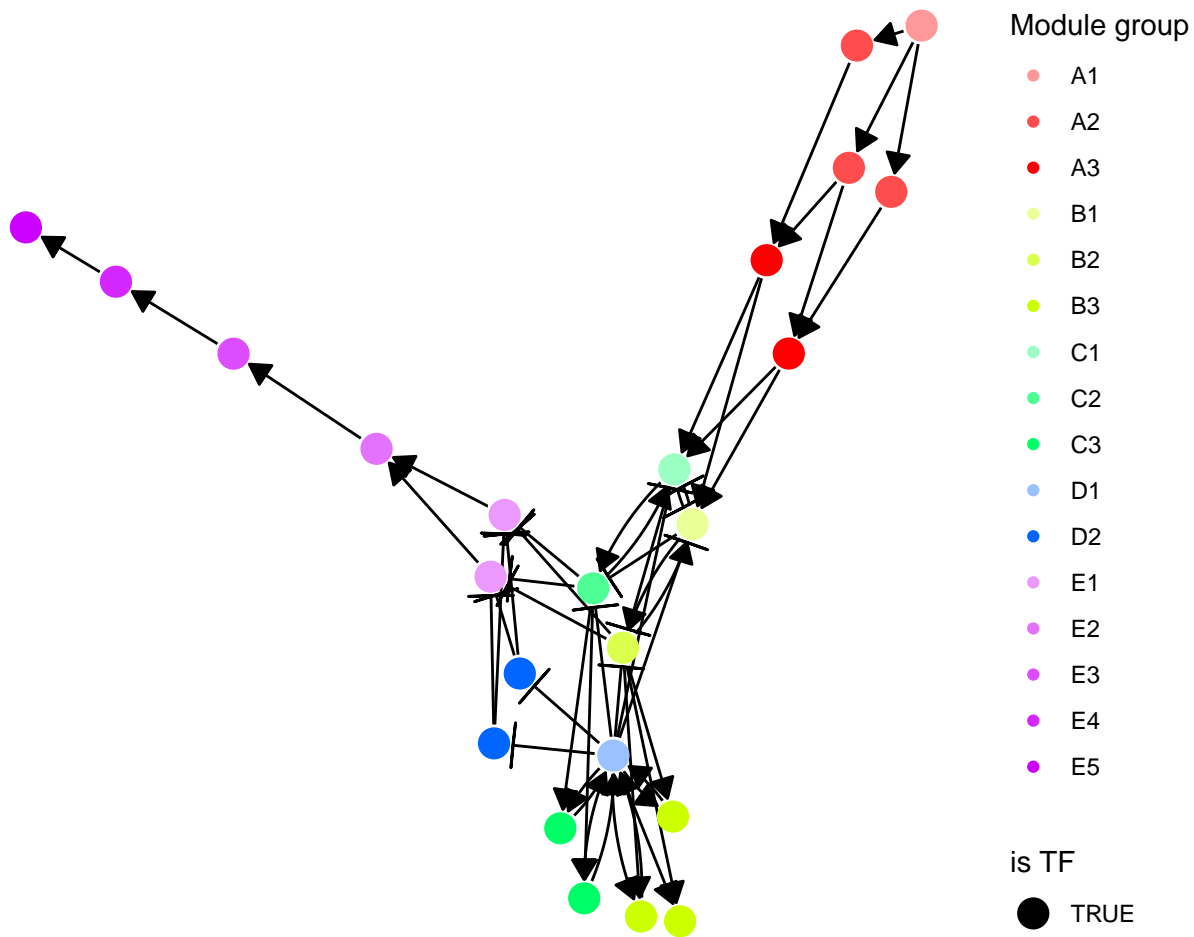 Module group
A1
A2
A3
B1
B2
B3
C1
C2
C3
D1
D2
E1
E2
E3
E4
E5
is TF
TRUE